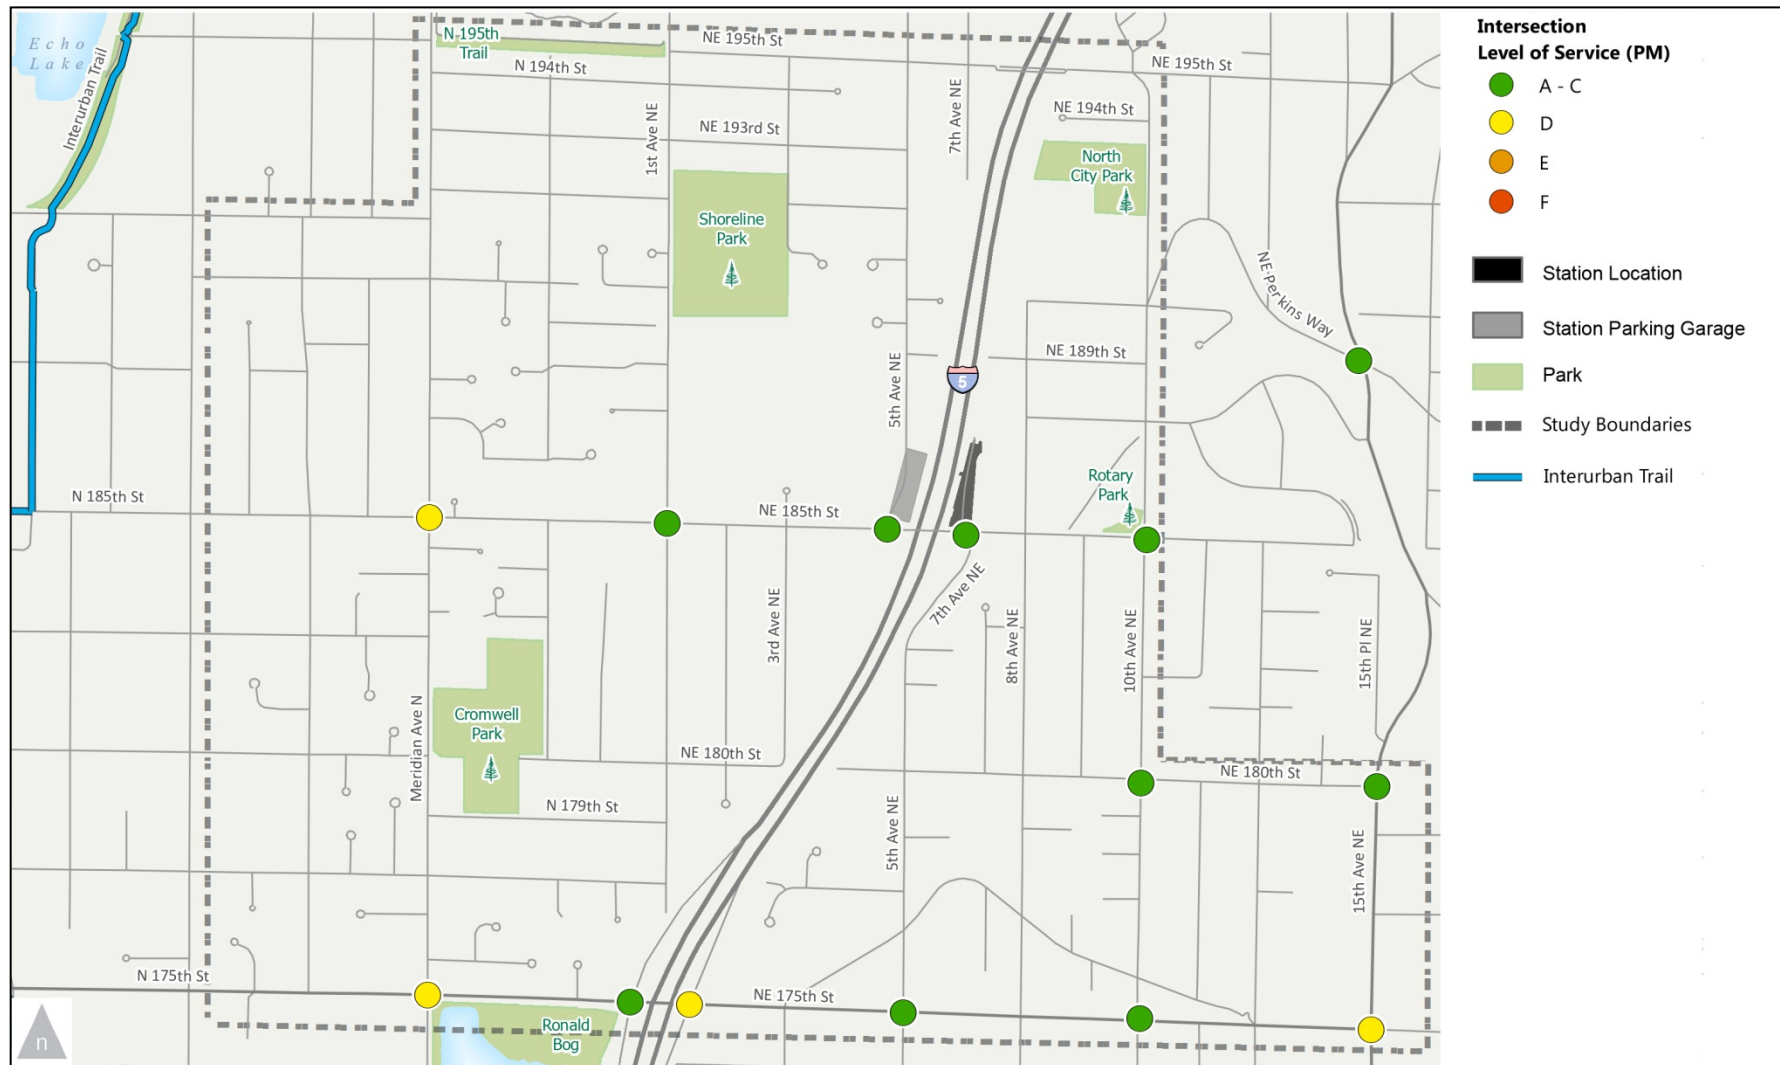 Echo
Lake
Interurban Trail
N 195th
Trail
NE 195th St
N 194th St
NE 195th St
7th Ave NE
1st Ave NE
NE 193rd St
NE 194th St
North
City Park
Shoreline
Park
NE Perkins Way
5
NE 189th St
5th Ave NE
Rotary
Park
N 185th St
NE 185th St
7th Ave NE
3rd Ave NE
8th Ave NE
10th Ave NE
15th Pl NE
Meridian Ave N
Cromwell
Park
NE 180th St
NE 180th St
N 179th St
5th Ave NE
15th Ave NE
N 175th St
NE 175th St
Ronald
Bog
n
Intersection
Level of Service (PM)
A - C
D
E
F
Station Location
Station Parking Garage
Park
Study Boundaries
Interurban Trail